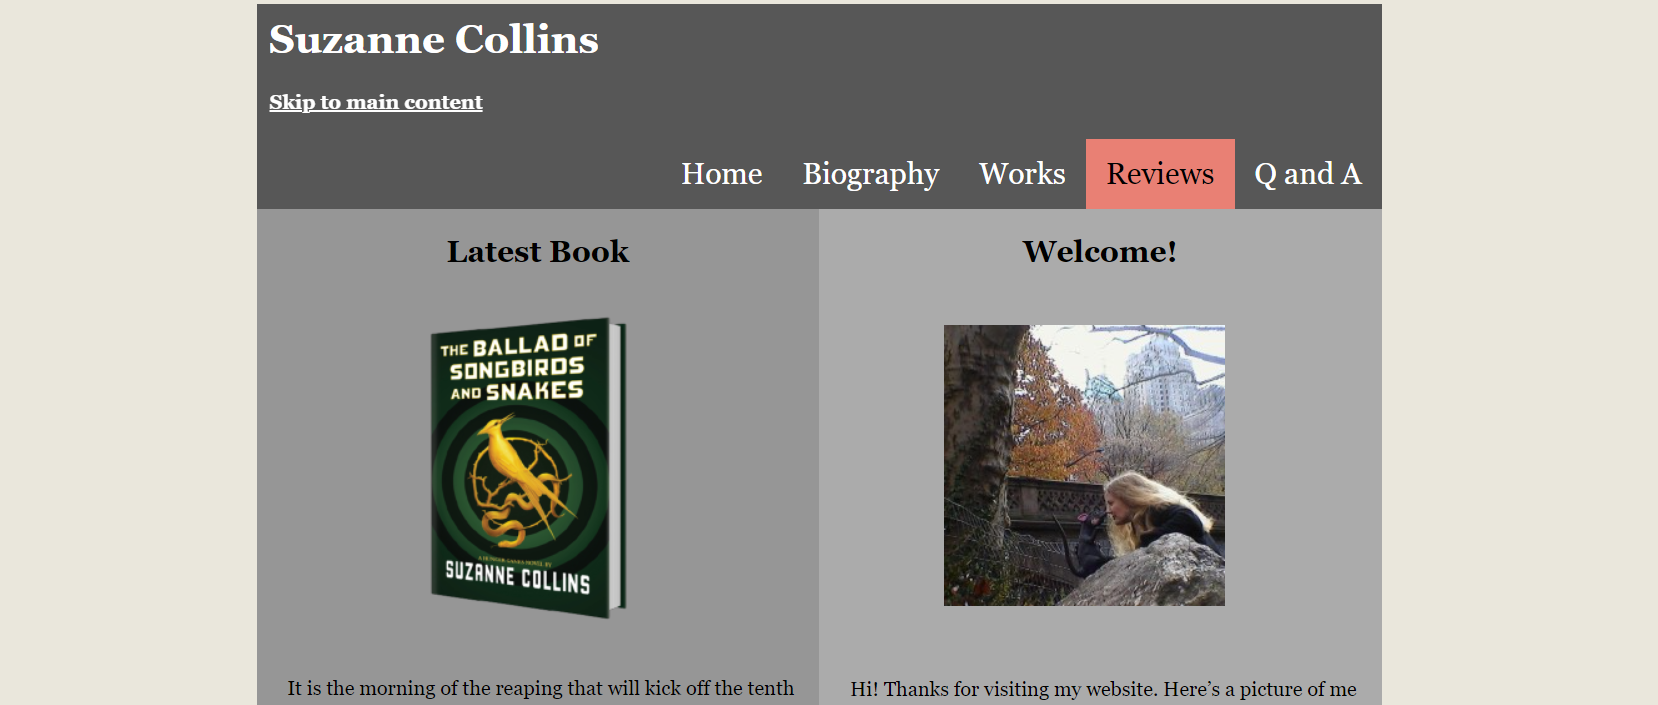 Suzanne Collins
Skip to main content
Home Biography Works Reviews Q and A
Latest Book
THE BALLAD OF
SONGBIRDS
AND SNAKES
SUZANNE COLLINS
It is the morning of the reaping that will kick off the tenth
Welcome!
Hi! Thanks for visiting my website. Here’s a picture of me